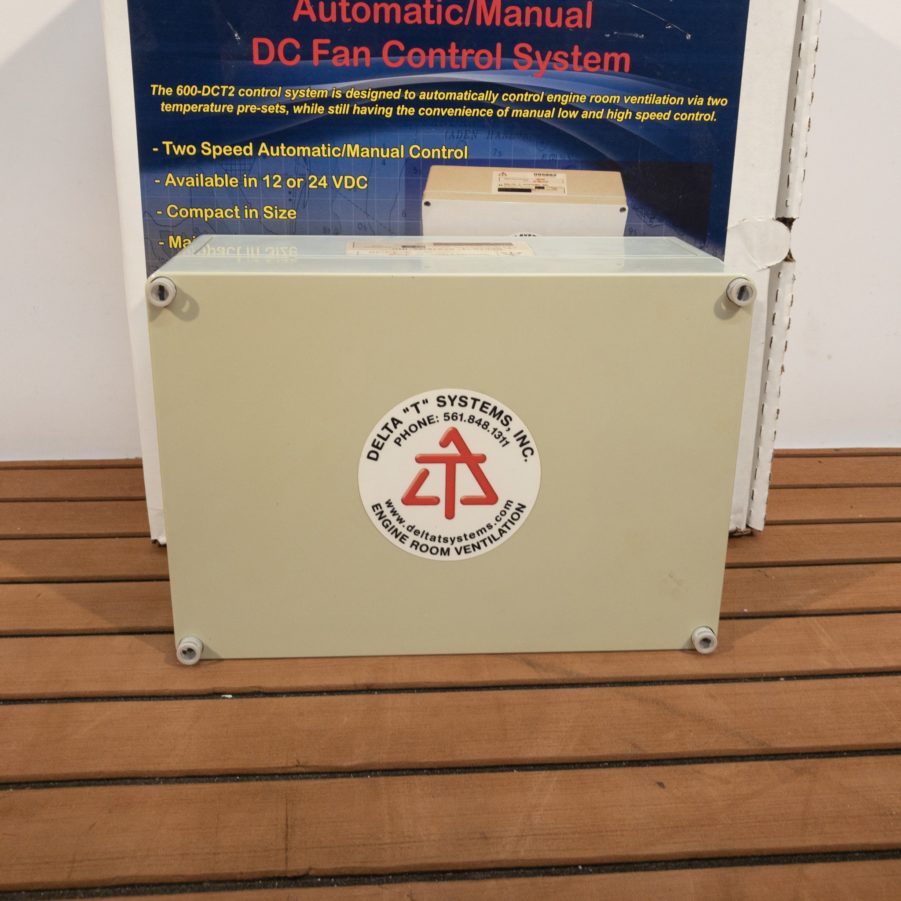 Automatic/Manual
DC Fan Control System
The 600-DCT2 control system is designed to automatically control engine room ventilation via two
temperature pre-sets, while still having the convenience of manual low and high speed control.
- Two Speed Automatic/Manual Control
- Available in 12 or 24 VDC
- Compact in Size
- Ma
DELTA "T" SYSTEMS, INC.
PHONE: 561.848.1311
www.deltatsystems.com
ENGINE ROOM VENTILATION